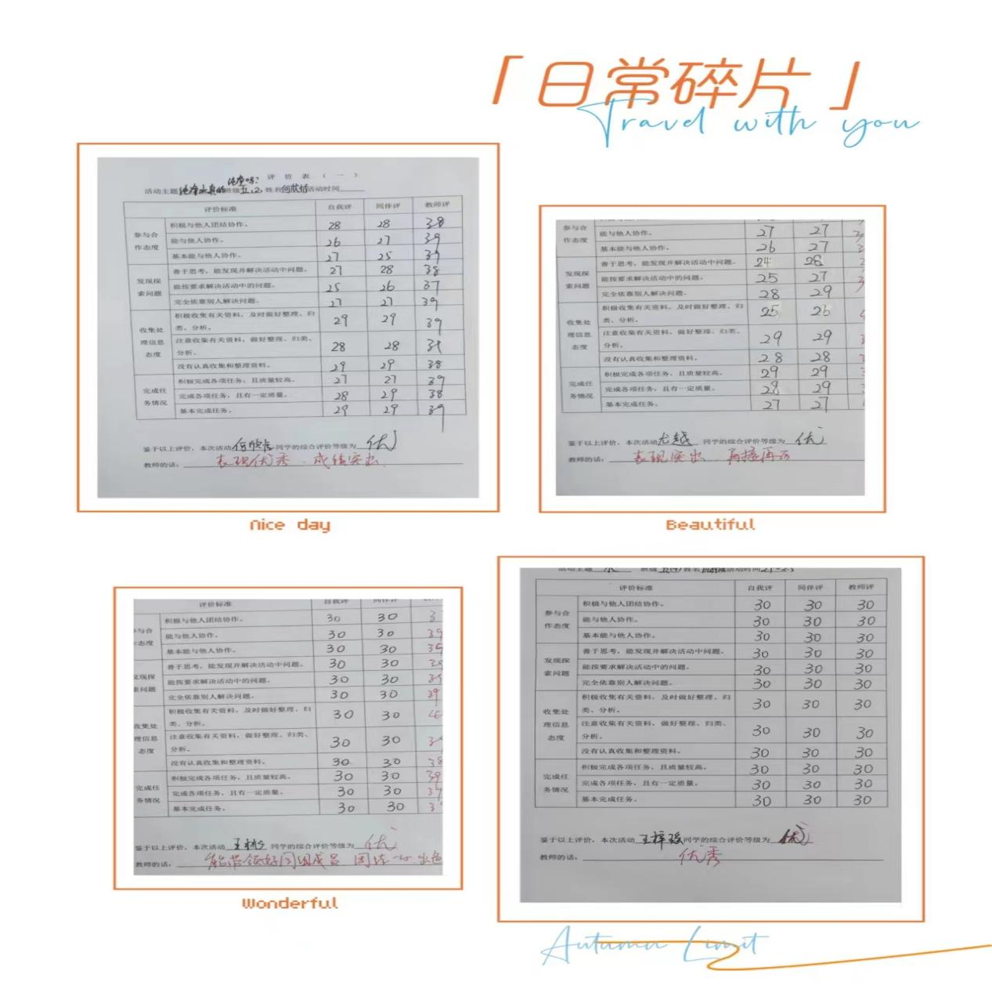 「日常碎片」
Travel with you
评价表（一）
纯净吗？
活动主题 纯净水真的 班级 五.2 姓名 何欣恬 活动时间
评价标准 自我评 同伴评 教师评
参与合作态度 积极与他人团结协作。 28 28 38
能与他人协作。 26 27 39
基本能与他人协作。 27 25 39
发现探索问题 善于思考，能发现并解决活动中问题。 27 28 38
能按要求解决活动中的问题。 25 26 37
完全依靠别人解决问题。 27 27 39
收集处理信息态度 积极收集有关资料，及时做好整理、归类、分析。 29 29 39
注意收集有关资料，做好整理、归类、分析。 28 28
没有认真收集和整理资料。 29 29 38
完成任务情况 积极完成各项任务，且质量较高。 27 27 39
完成各项任务，且有一定质量。 28 29 38
基本完成任务。 29 29 39
鉴于以上评价，本次活动 何欣恬 同学的综合评价等级为 优
教师的话： 表现优秀，成绩突出。
Nice day
参与合作态度 能与他人协作。 27 27
基本能与他人协作。 26 27
发现探索问题 善于思考，能发现并解决活动中问题。 24 28
能按要求解决活动中的问题。 25 27
完全依靠别人解决问题。 28 29
收集处理信息态度 积极收集有关资料，及时做好整理、归类、分析。 25 26
注意收集有关资料，做好整理、归类、分析。 29 29
没有认真收集和整理资料。 28 28
完成任务情况 积极完成各项任务，且质量较高。 29 29
完成各项任务，且有一定质量。 28 29
基本完成任务。 27 27
鉴于以上评价，本次活动 尤越 同学的综合评价等级为 优
教师的话： 表现突出，再接再厉
Beautiful
评价标准 自我评 同伴评
参与合作态度 积极与他人团结协作。 30 30
能与他人协作。 30 30 39
基本能与他人协作。 30 30
发现探索问题 善于思考，能发现并解决活动中问题。 30 30
能按要求解决活动中的问题。 30 30
完全依靠别人解决问题。 30 30 39
收集处理信息态度 积极收集有关资料，及时做好整理、归类、分析。 30 30
注意收集有关资料，做好整理、归类、分析。 30 30
没有认真收集和整理资料。 30 30 38
完成任务情况 积极完成各项任务，且质量较高。 30 30 39
完成各项任务，且有一定质量。 30 30
基本完成任务。 30 30
鉴于以上评价，本次活动 同学的综合评价等级为 优
教师的话： 能带领好同组成员 团结一心 出色
Wonderful
活动主题 水 班级 姓名 活动时间
评价标准 自我评 同伴评 教师评
参与合作态度 积极与他人团结协作。 30 30 30
能与他人协作。 30 30 30
基本能与他人协作。 30 30 30
发现探索问题 善于思考，能发现并解决活动中问题。 30 30 30
能按要求解决活动中的问题。 30 30 30
完全依靠别人解决问题。 30 30 30
收集处理信息态度 积极收集有关资料，及时做好整理、归类、分析。 30 30 30
注意收集有关资料，做好整理、归类、分析。 30 30 30
没有认真收集和整理资料。 30 30 30
完成任务情况 积极完成各项任务，且质量较高。 30 30 30
完成各项任务，且有一定质量。 30 30 30
基本完成任务。 30 30 30
鉴于以上评价，本次活动 王梓 同学的综合评价等级为 优
教师的话： 优秀
Autumn Limit